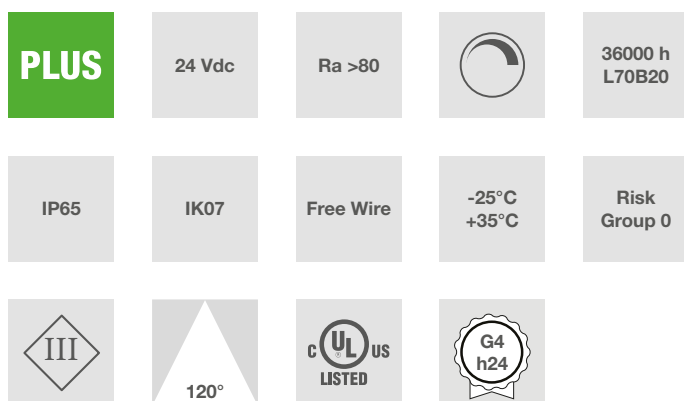 PLUS
24 Vdc
Ra >80
36000 h
L70B20
IP65
IK07
Free Wire
-25°C
+35°C
Risk
Group 0
III
120°
C UL® US
LISTED
G4
h24